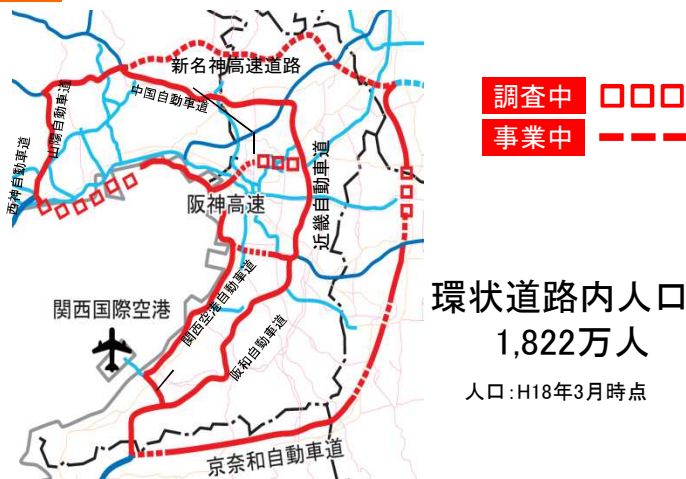 新名神高速道路
中国自動車道
山陽自動車道
西神自動車道
阪神高速
近畿自動車道
関西国際空港
関西空港自動車道
阪和自動車道
京奈和自動車道
調査中
事業中
環状道路内人口
1,822万人
人口:H18年3月時点